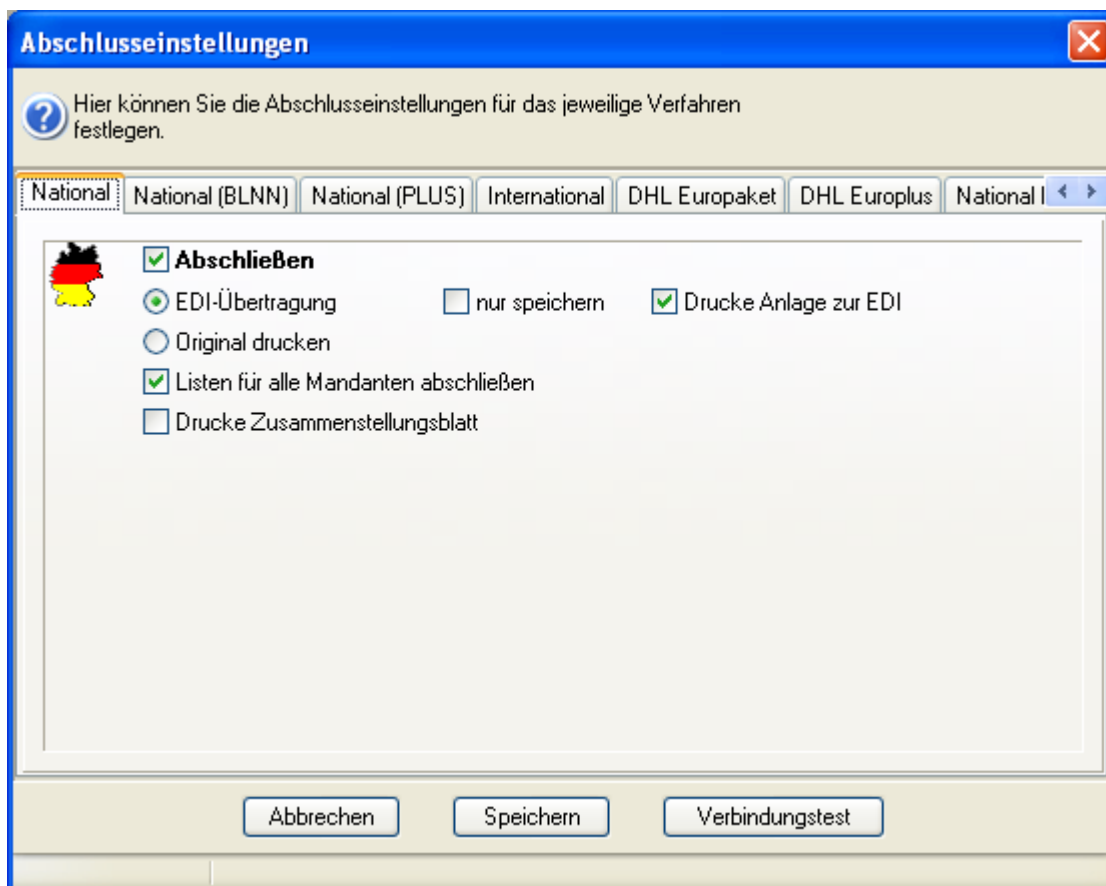 Abschlusseinstellungen
Hier können Sie die Abschlusseinstellungen für das jeweilige Verfahren
festlegen.
National National (BLNN) National (PLUS) International DHL Europaket DHL Europlus National
Abschließen
EDI-Übertragung nur speichern Drucke Anlage zur EDI
Original drucken
Listen für alle Mandanten abschließen
Drucke Zusammenstellungsblatt
Abbrechen Speichern Verbindungstest